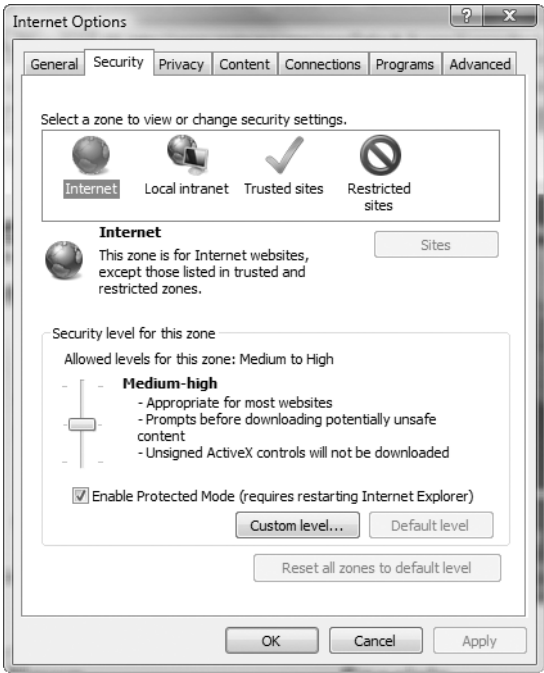 Internet Options
General Security Privacy Content Connections Programs Advanced
Select a zone to view or change security settings.
Internet Local intranet Trusted sites Restricted
sites
Internet
Sites
This zone is for Internet websites,
except those listed in trusted and
restricted zones.
Security level for this zone
Allowed levels for this zone: Medium to High
Medium-high
- Appropriate for most websites
- Prompts before downloading potentially unsafe
content
- Unsigned ActiveX controls will not be downloaded
Enable Protected Mode (requires restarting Internet Explorer)
Custom level... Default level
Reset all zones to default level
OK Cancel Apply